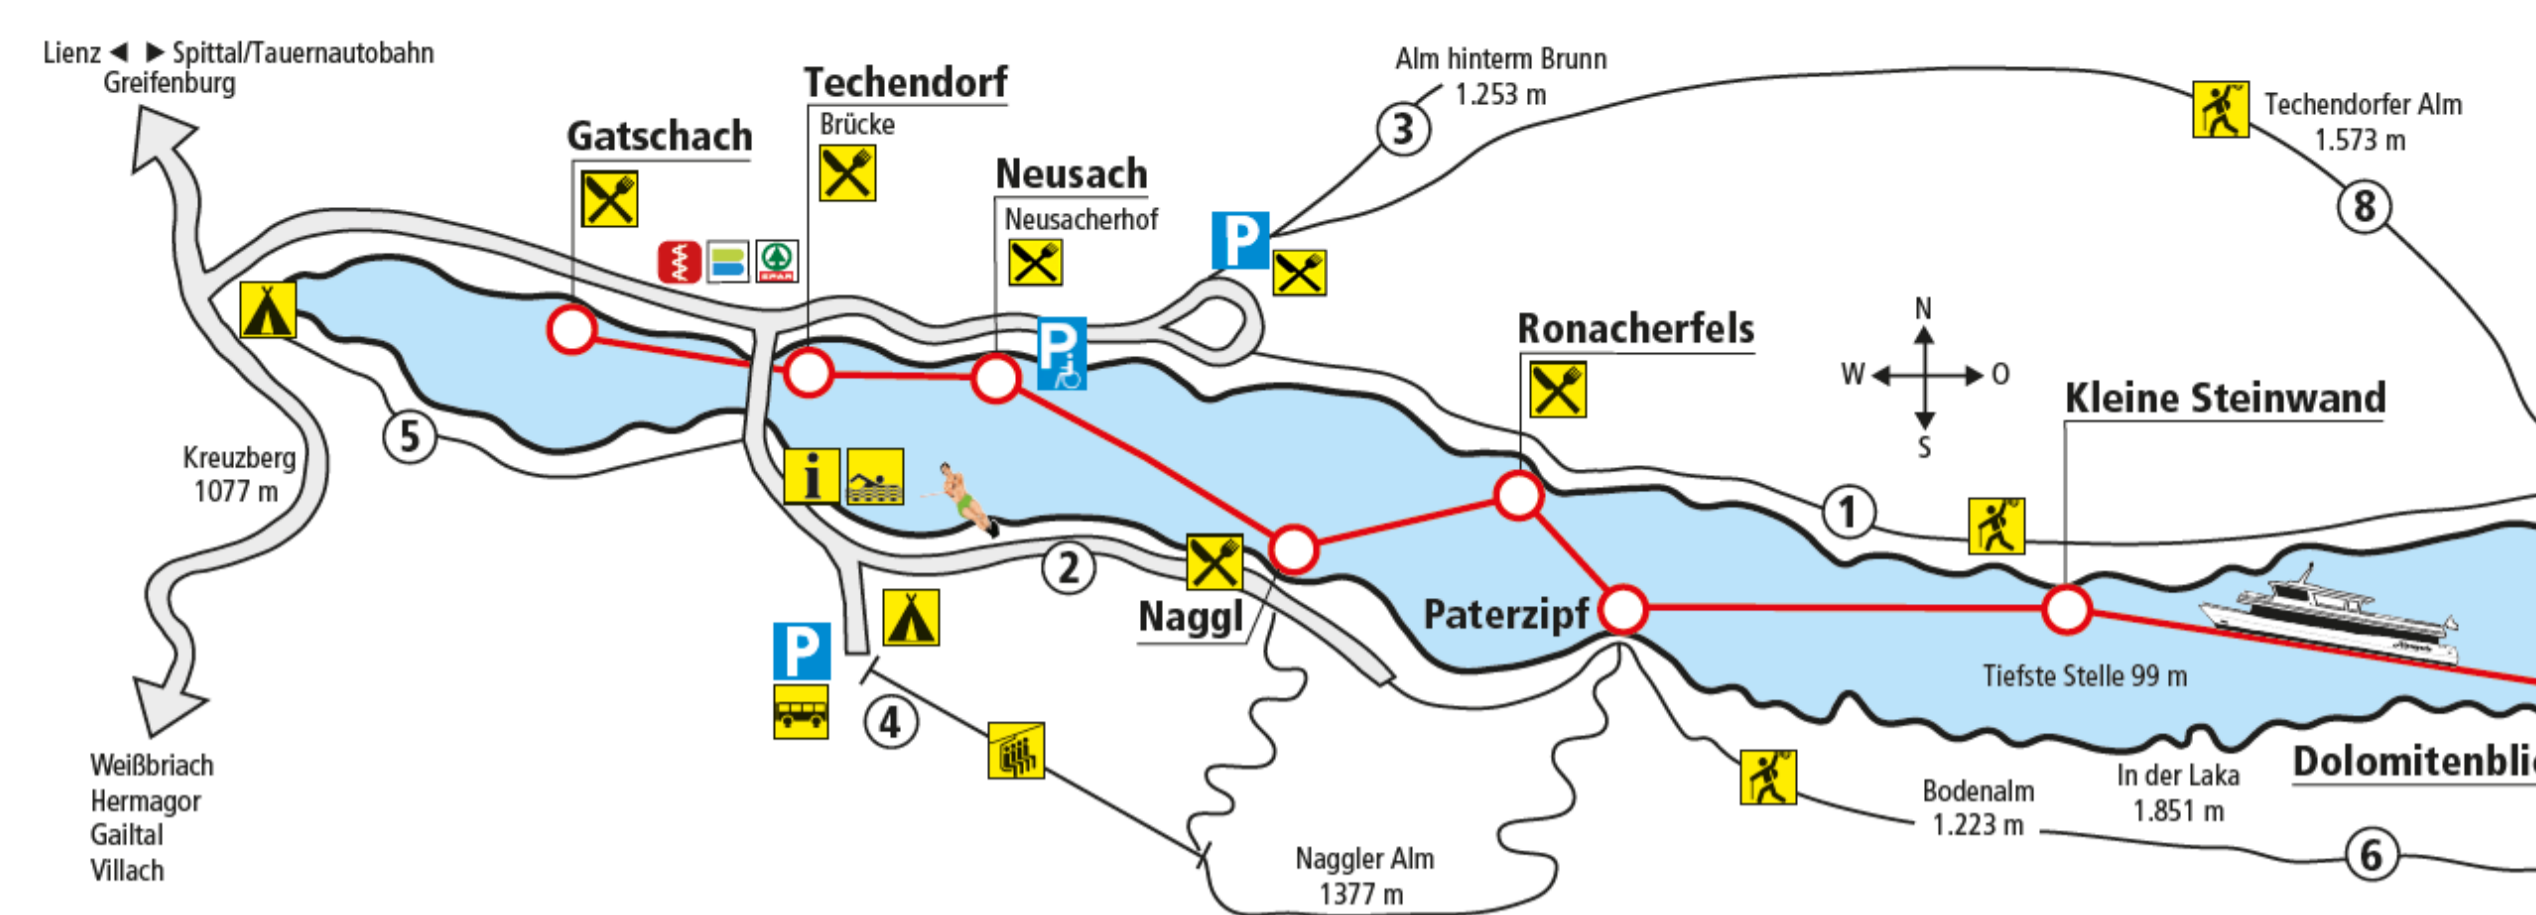 Lienz ◄ ► Spittal/Tauernautobahn
Greifenburg
Gatschach
Techendorf
Brücke
Neusach
Neusacherhof
SPAR
P
P
Alm hinterm Brunn
1.253 m
3
Techendorfer Alm
1.573 m
8
Ronacherfels
N
W
O
S
Kleine Steinwand
1
5
Kreuzberg
1077 m
i
2
Naggl
Paterzipf
Tiefste Stelle 99 m
P
4
Weißbriach
Hermagor
Gailtal
Villach
Naggler Alm
1377 m
Bodenalm
1.223 m
In der Laka
1.851 m
Dolomitenblic
6